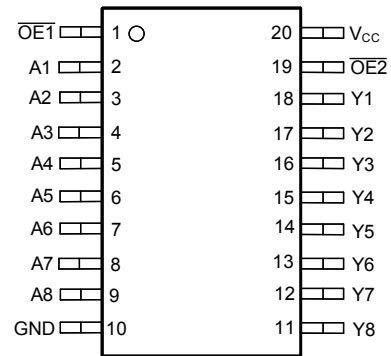 O̅E̅1̅ 1 20 VCC
A1 2 19 O̅E̅2̅
A2 3 18 Y1
A3 4 17 Y2
A4 5 16 Y3
A5 6 15 Y4
A6 7 14 Y5
A7 8 13 Y6
A8 9 12 Y7
GND 10 11 Y8